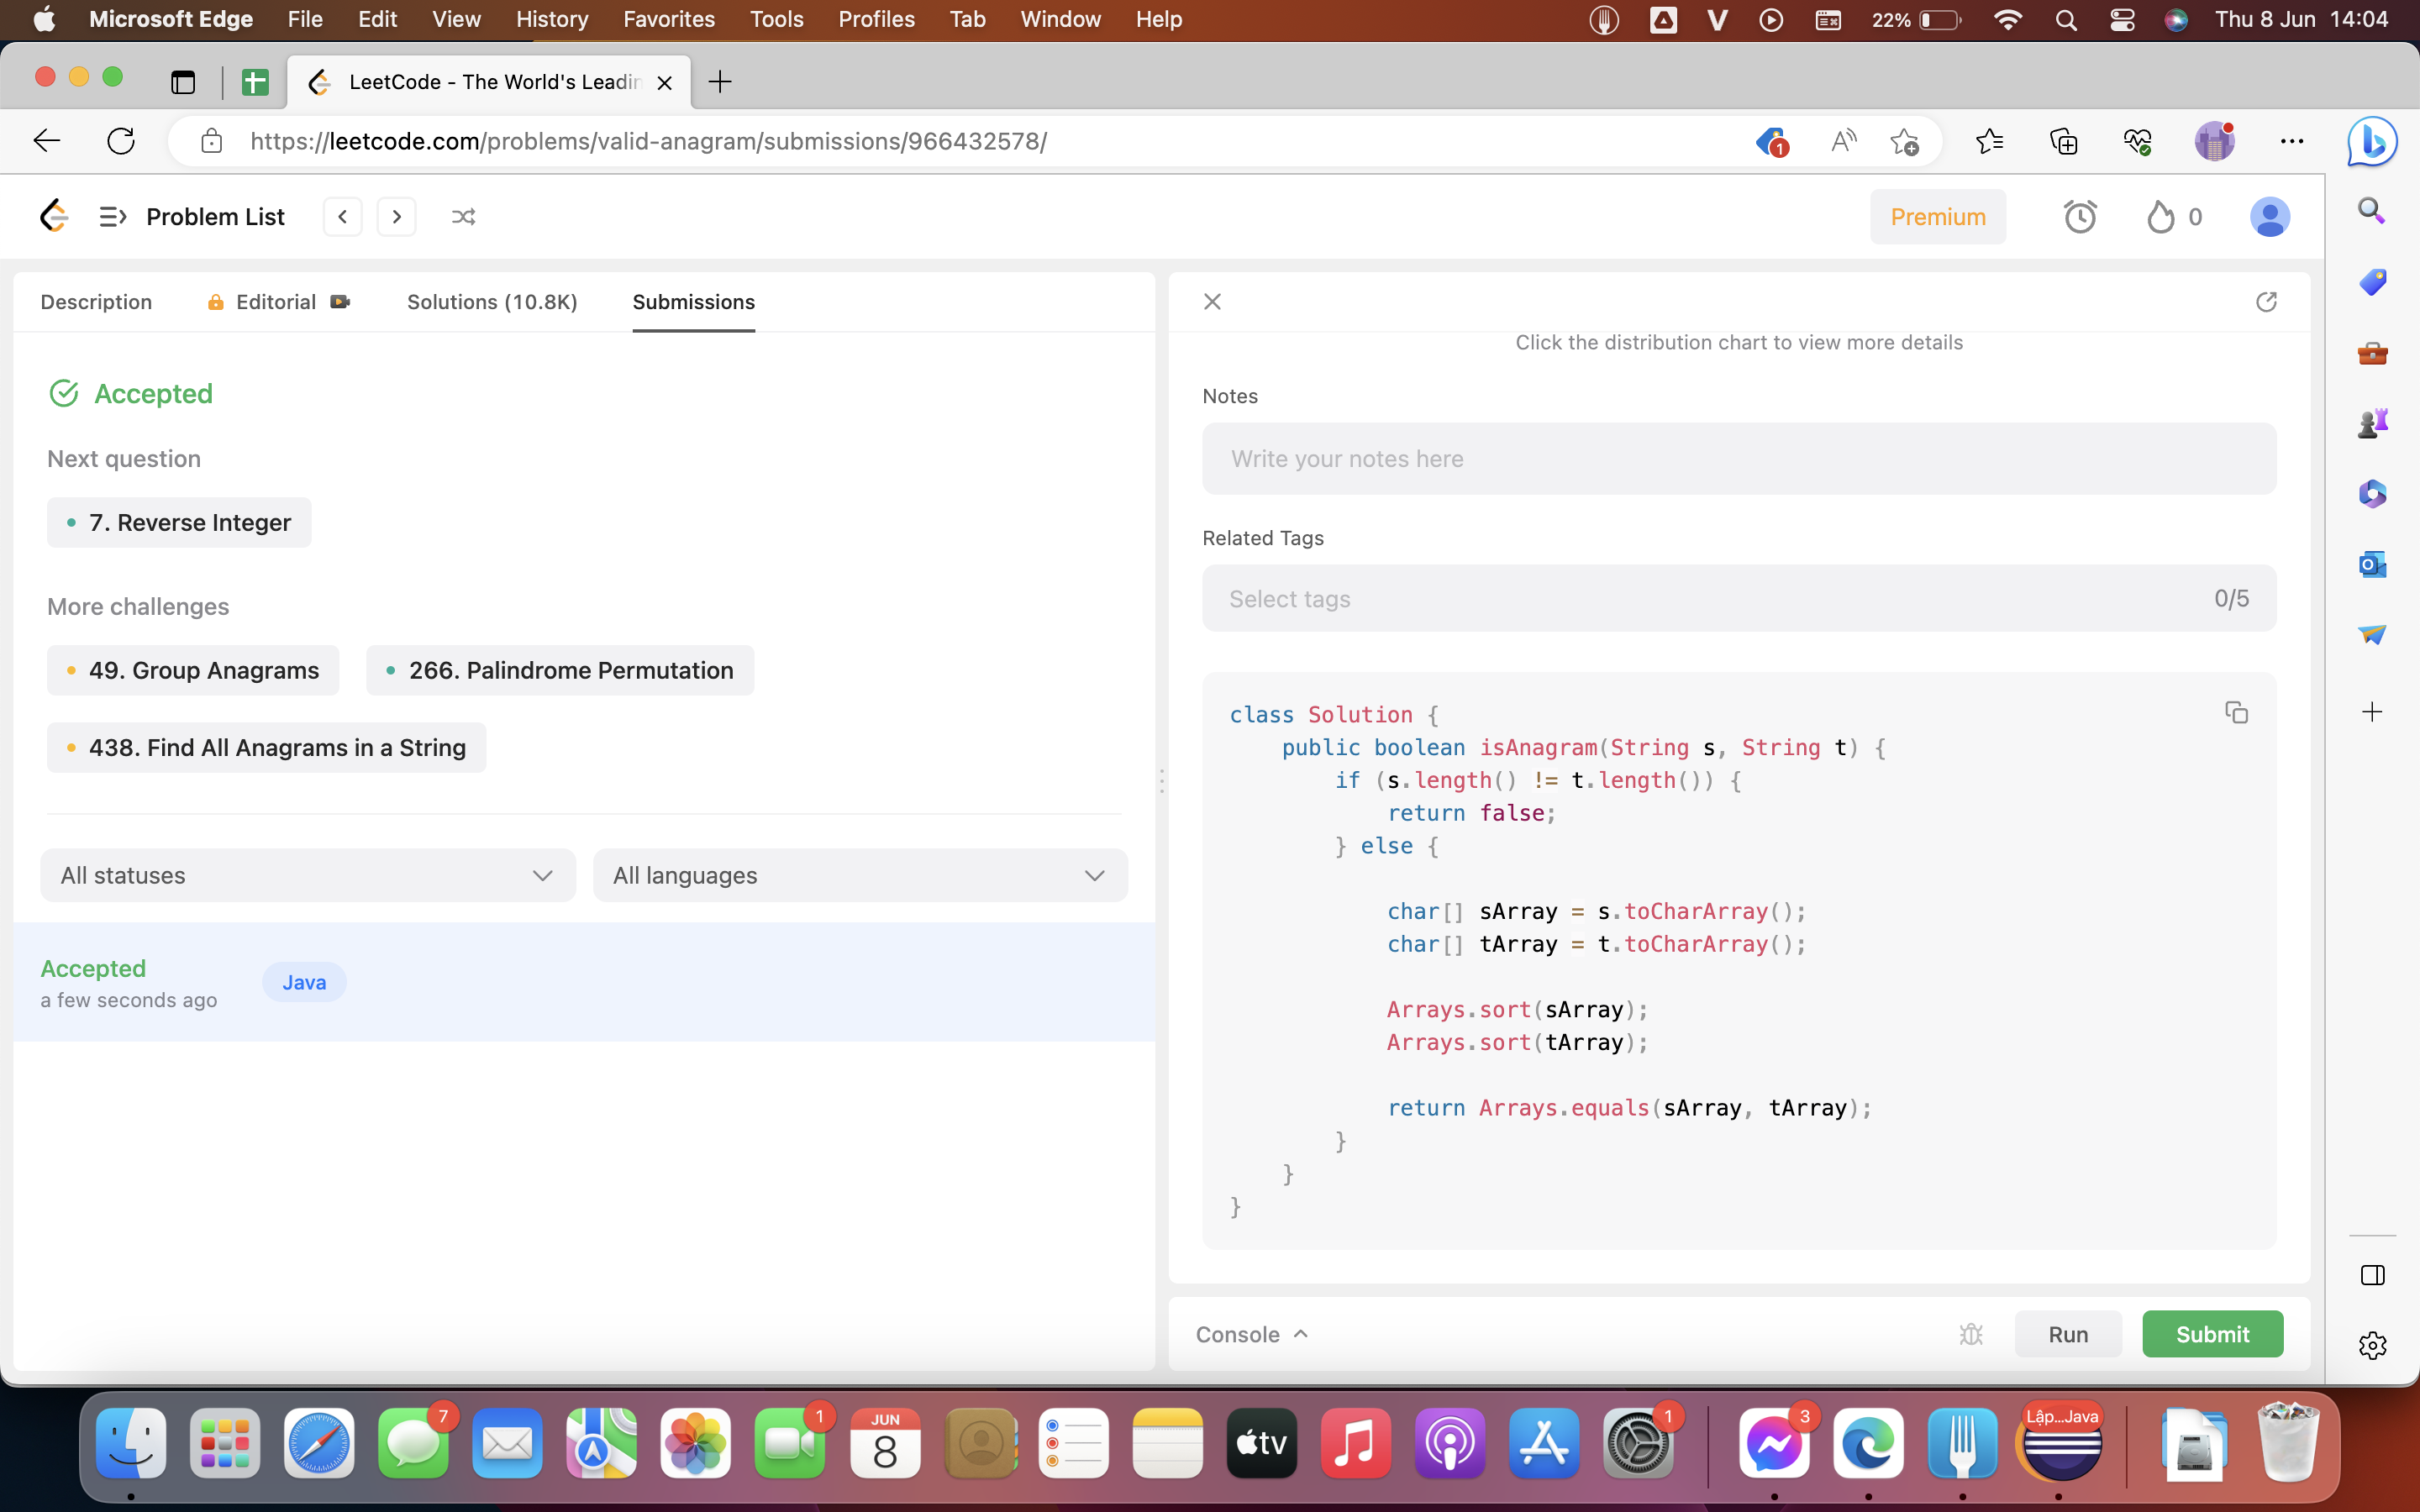 Microsoft Edge File Edit View History Favorites Tools Profiles Tab Window Help 22% Thu 8 Jun 14:04
LeetCode - The World's Leadin
https://leetcode.com/problems/valid-anagram/submissions/966432578/
1
Problem List
Premium
0
Description
Editorial
Solutions (10.8K)
Submissions
Accepted
Next question
7. Reverse Integer
More challenges
49. Group Anagrams
266. Palindrome Permutation
438. Find All Anagrams in a String
All statuses
All languages
Accepted
a few seconds ago
Java
Click the distribution chart to view more details
Notes
Write your notes here
Related Tags
Select tags
0/5
class Solution {
    public boolean isAnagram(String s, String t) {
        if (s.length() != t.length()) {
            return false;
        } else {
            char[] sArray = s.toCharArray();
            char[] tArray = t.toCharArray();
            Arrays.sort(sArray);
            Arrays.sort(tArray);
            return Arrays.equals(sArray, tArray);
        }
    }
}
Console
Run
Submit
7
1
JUN
8
tv
1
3
Lập...Java